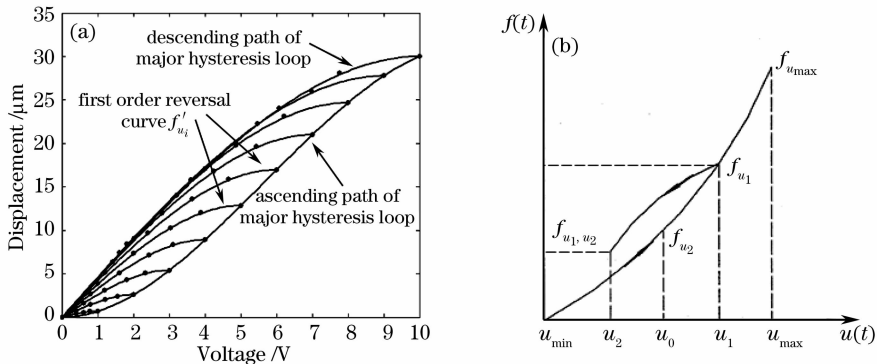 (a)
descending path of
major hysteresis loop
first order reversal
curve f'ᵤᵢ
ascending path of
major hysteresis loop
Displacement /μm
35
30
25
20
15
10
5
0
0 1 2 3 4 5 6 7 8 9 10
Voltage /V
f(t)
(b)
f_{u_max}
f_{u_1}
f_{u_1, u_2}
f_{u_2}
u_min u_2 u_0 u_1 u_max u(t)